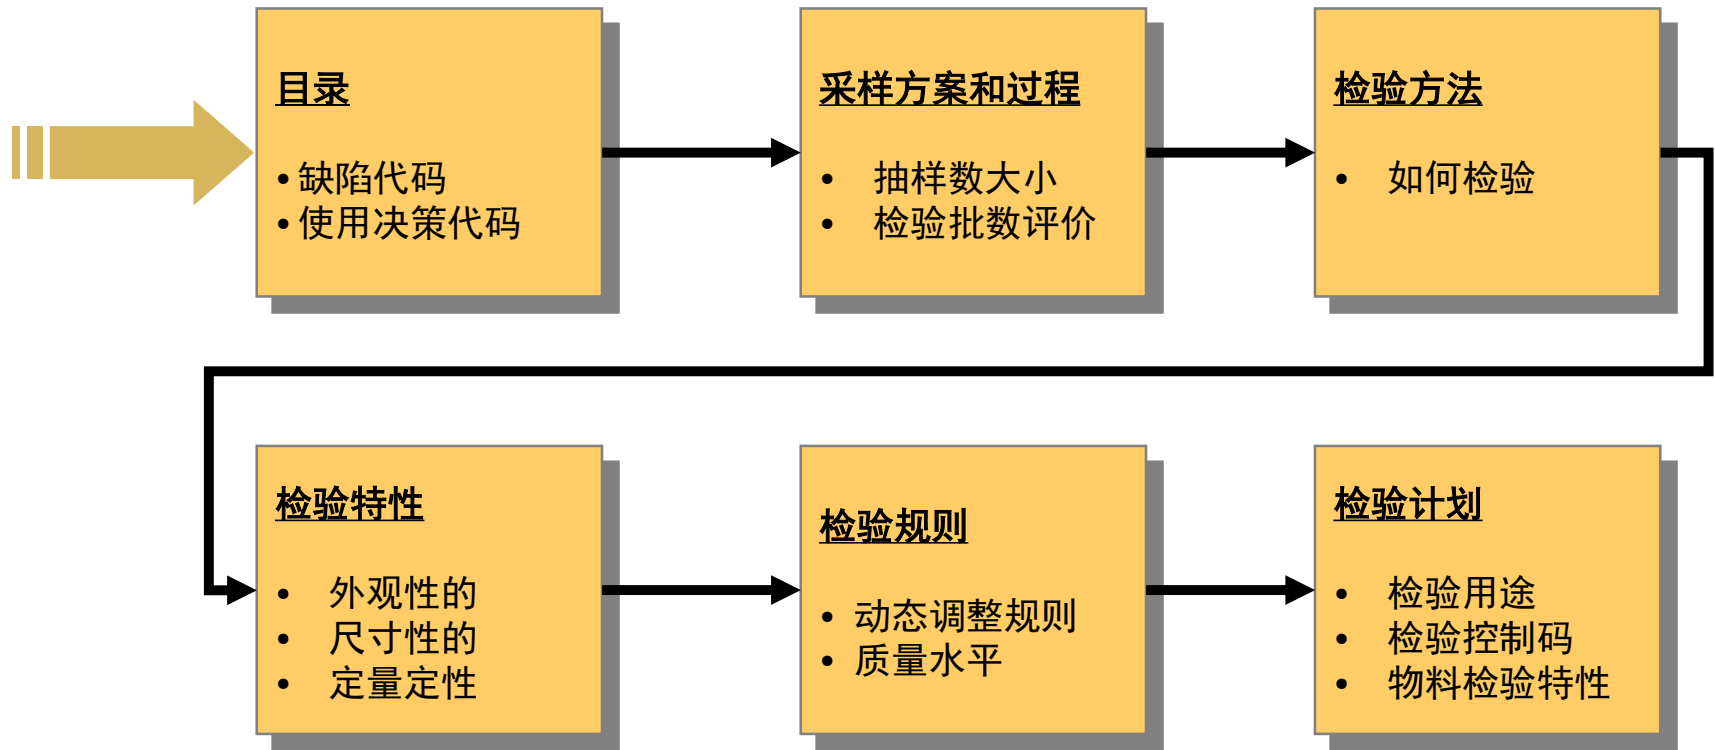 目录
• 缺陷代码
• 使用决策代码
采样方案和过程
• 抽样数大小
• 检验批数评价
检验方法
• 如何检验
检验特性
• 外观性的
• 尺寸性的
• 定量定性
检验规则
• 动态调整规则
• 质量水平
检验计划
• 检验用途
• 检验控制码
• 物料检验特性